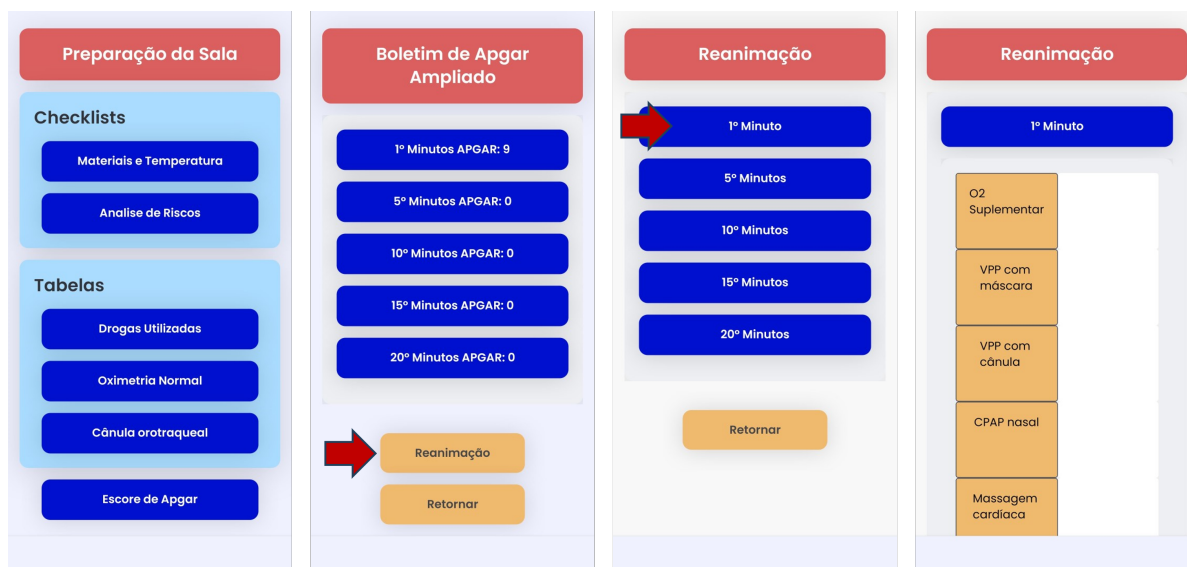 Preparação da Sala
Checklists
Materiais e Temperatura
Analise de Riscos
Tabelas
Drogas Utilizadas
Oximetria Normal
Cânula orotraqueal
Escore de Apgar
Boletim de Apgar
Ampliado
1º Minutos APGAR: 9
5º Minutos APGAR: 0
10º Minutos APGAR: 0
15º Minutos APGAR: 0
20º Minutos APGAR: 0
Reanimação
Retornar
Reanimação
1º Minuto
5º Minutos
10º Minutos
15º Minutos
20º Minutos
Retornar
Reanimação
1º Minuto
O2
Suplementar
VPP com
máscara
VPP com
cânula
CPAP nasal
Massagem
cardíaca